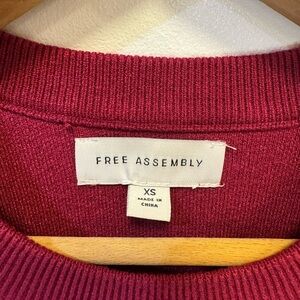 FREE ASSEMBLY
XS
MADE IN
CHINA